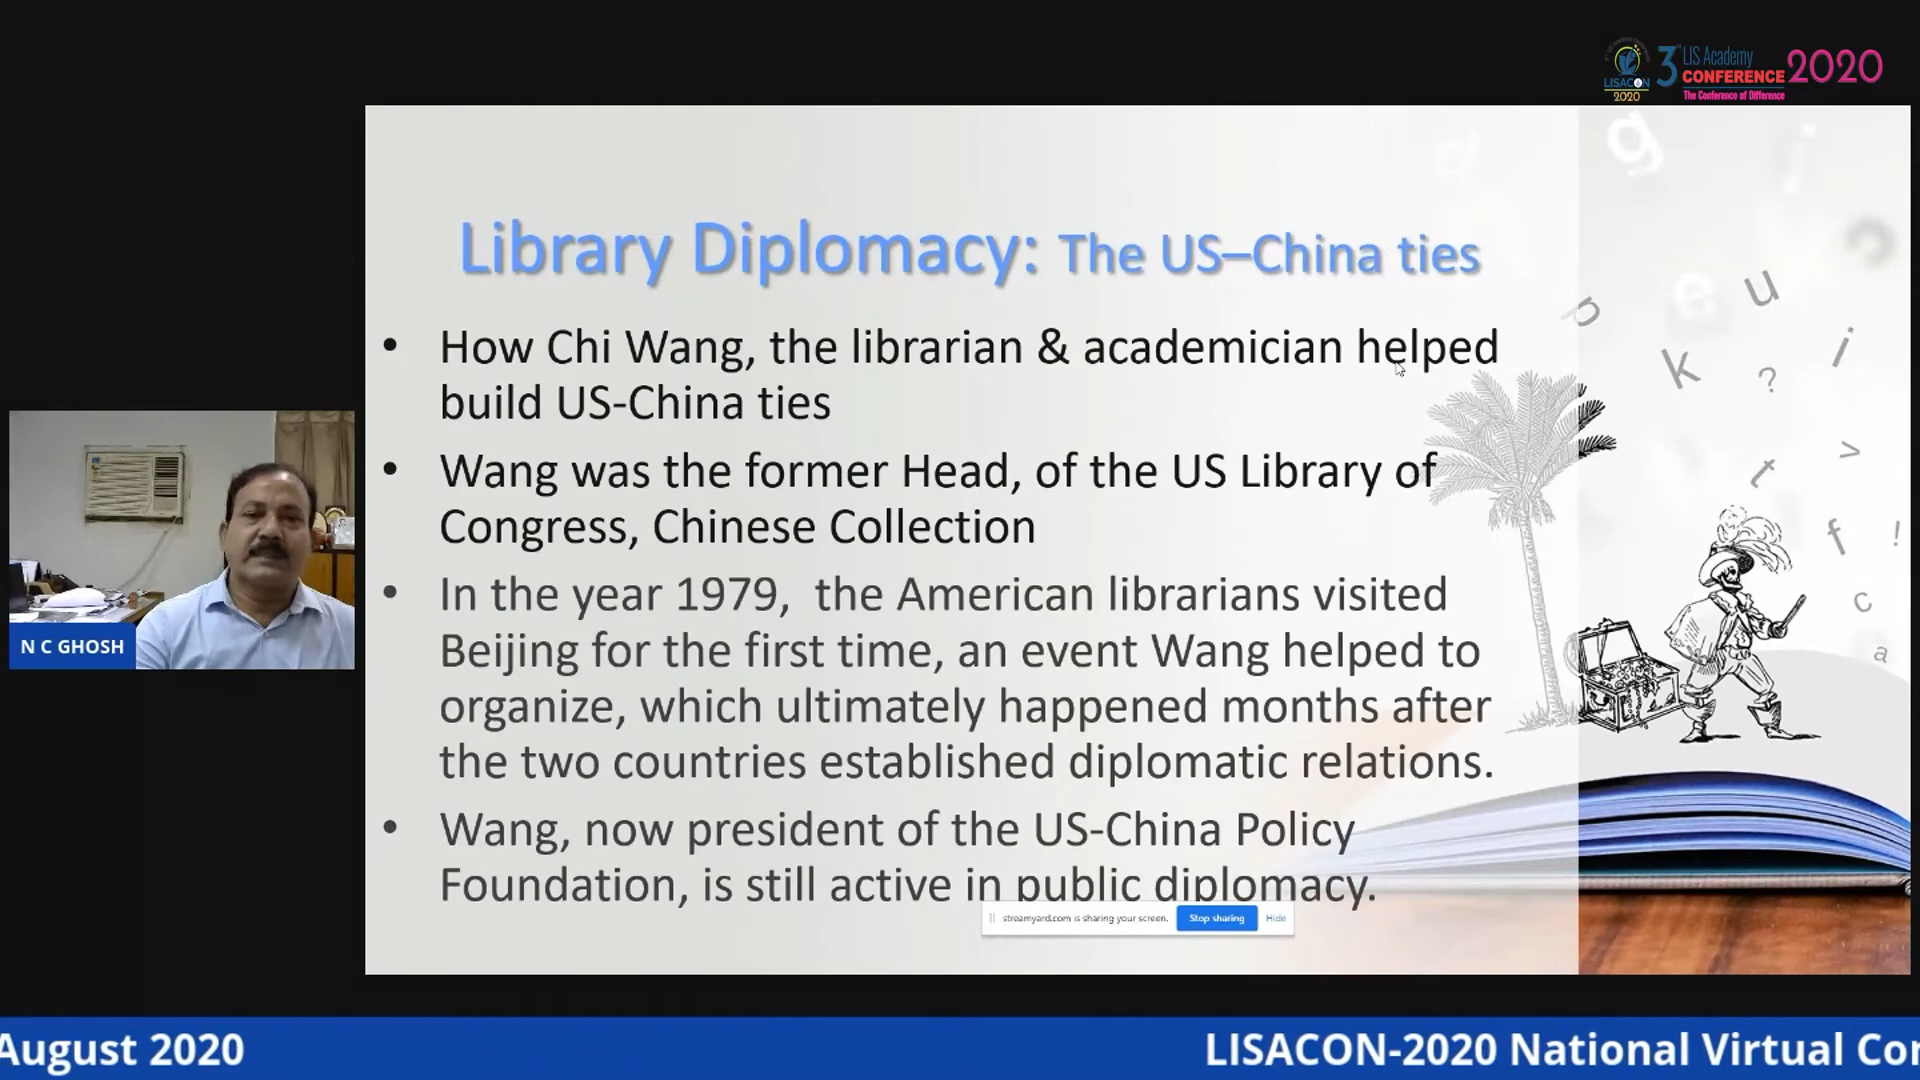 3rd LIS Academy
CONFERENCE 2020
The Conference of Difference
LISACON
2020
Library Diplomacy: The US–China ties
• How Chi Wang, the librarian & academician helped
build US-China ties
• Wang was the former Head, of the US Library of
Congress, Chinese Collection
• In the year 1979, the American librarians visited
Beijing for the first time, an event Wang helped to
organize, which ultimately happened months after
the two countries established diplomatic relations.
• Wang, now president of the US-China Policy
Foundation, is still active in public diplomacy.
streamyard.com is sharing your screen. Stop sharing Hide
N C GHOSH
August 2020
LISACON-2020 National Virtual Con